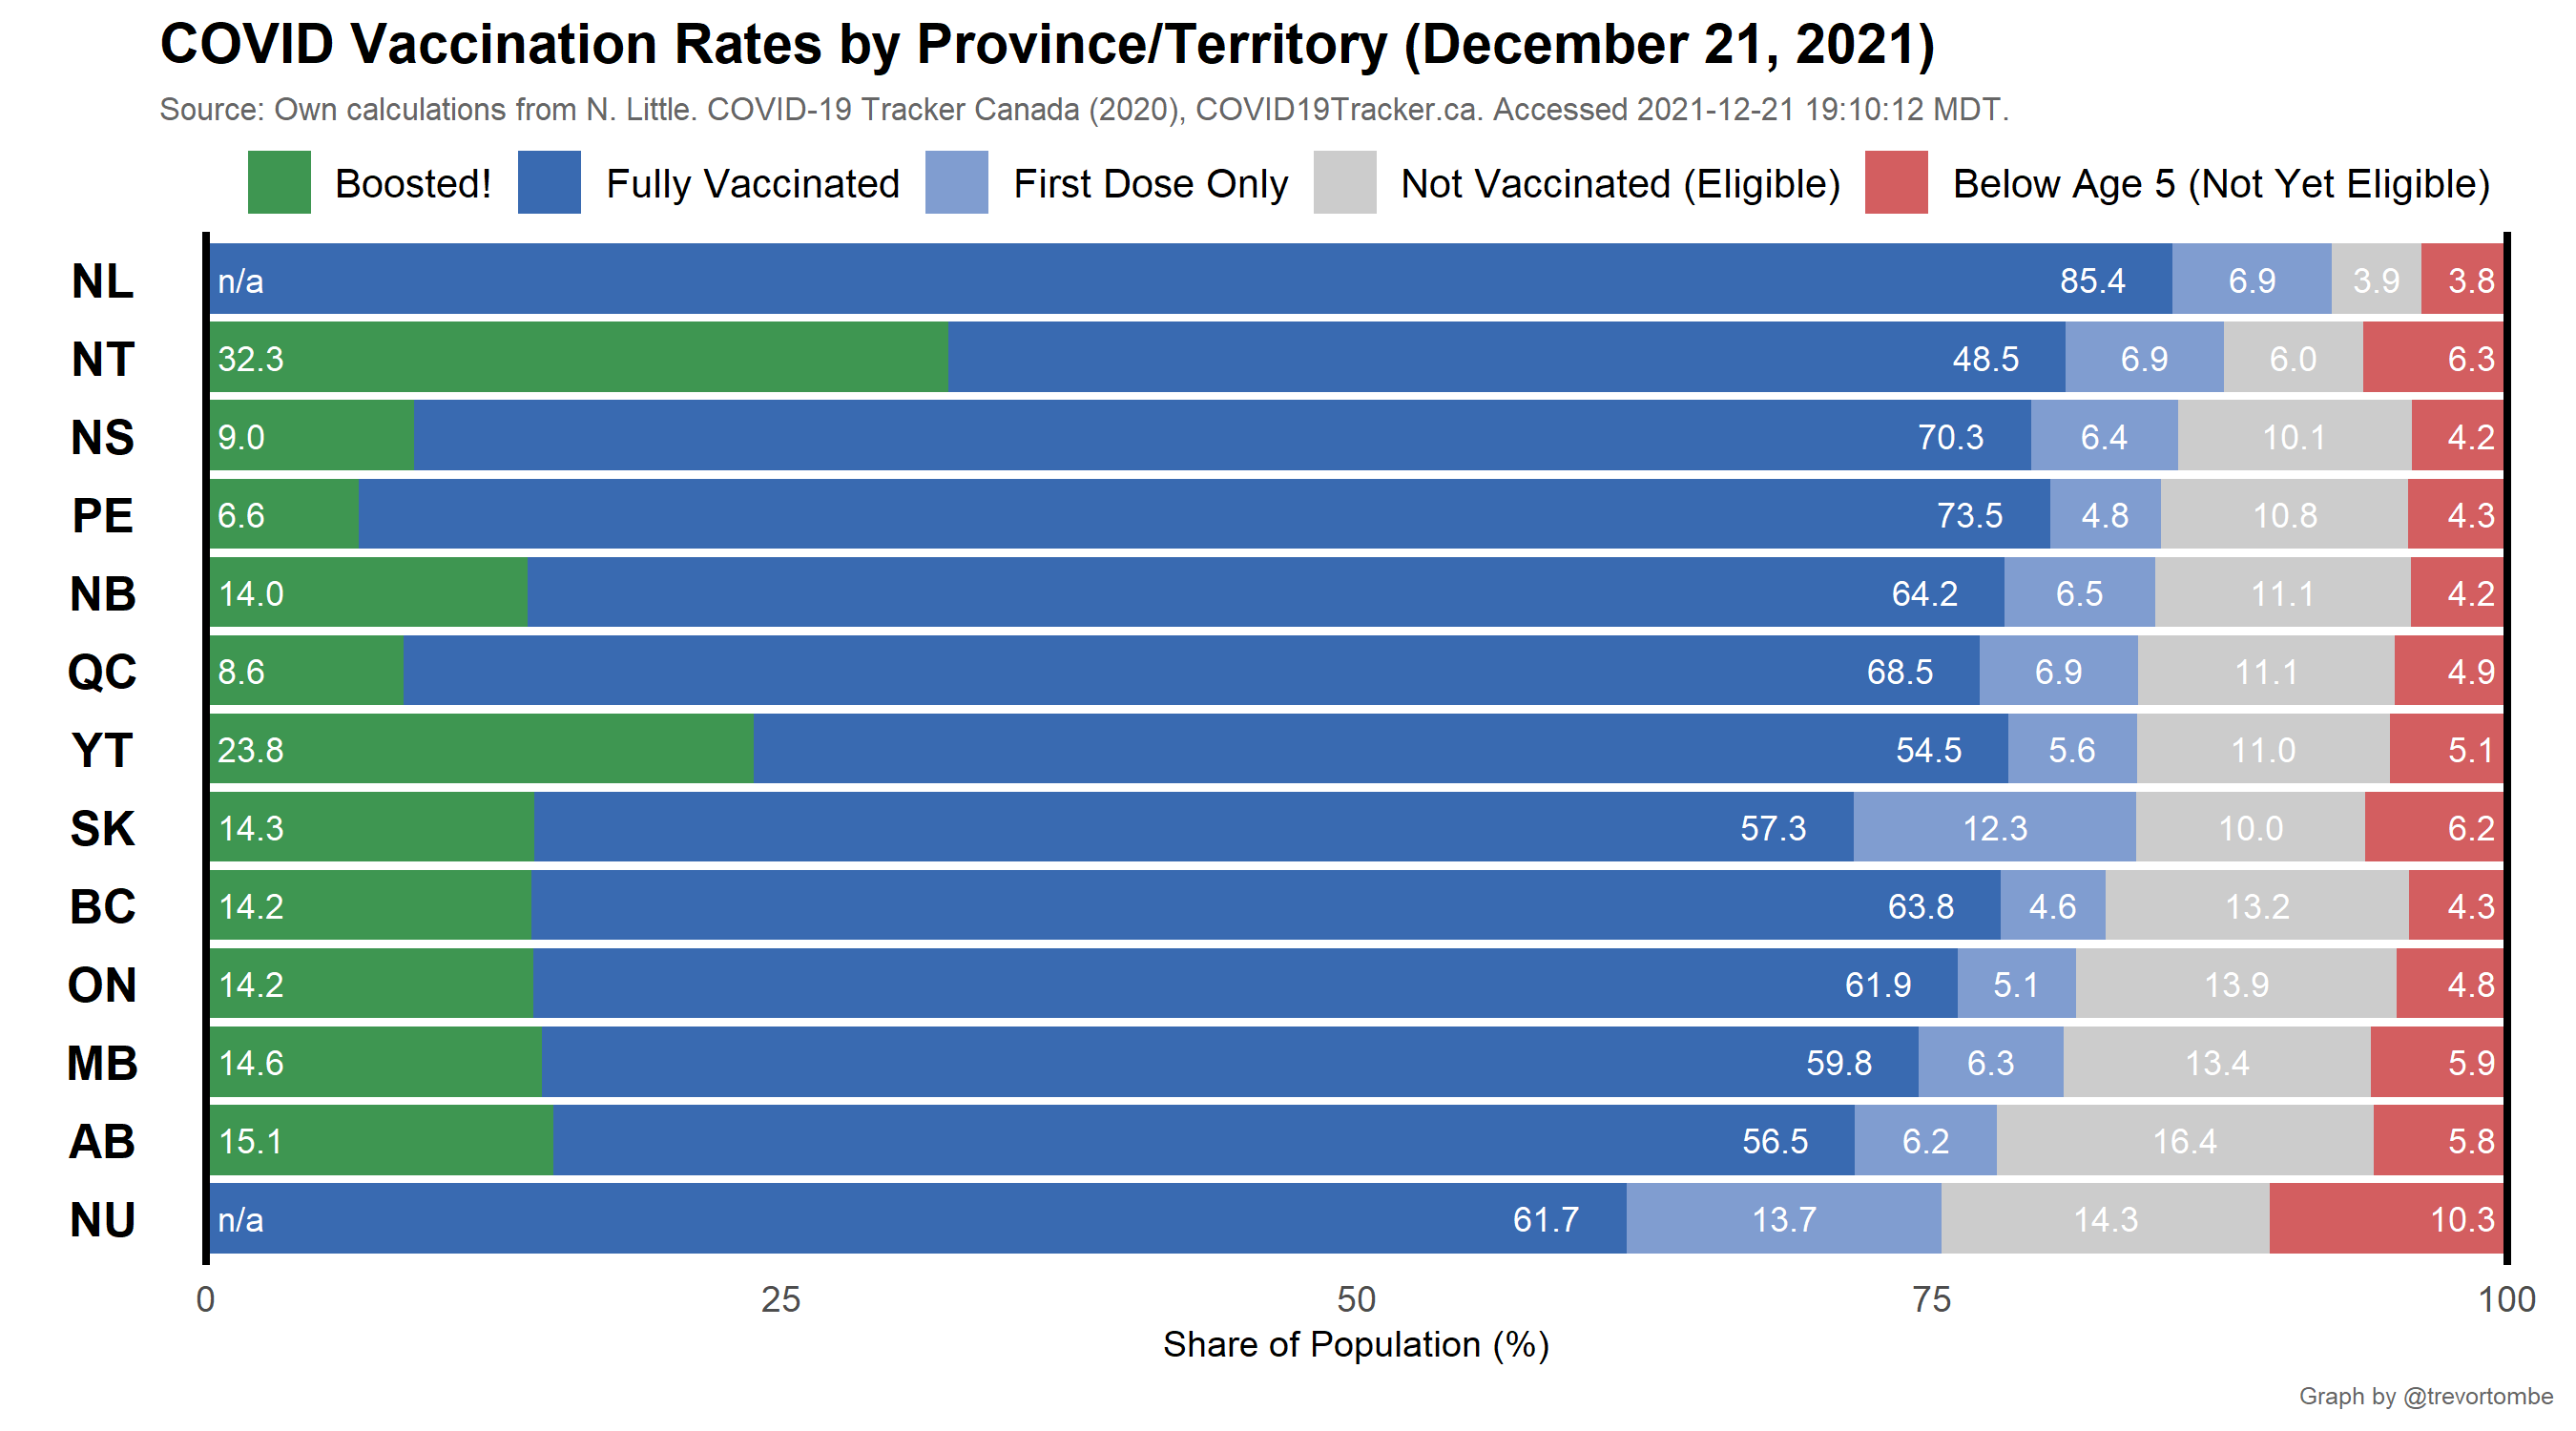 COVID Vaccination Rates by Province/Territory (December 21, 2021)
Source: Own calculations from N. Little. COVID-19 Tracker Canada (2020), COVID19Tracker.ca. Accessed 2021-12-21 19:10:12 MDT.
Boosted! Fully Vaccinated First Dose Only Not Vaccinated (Eligible) Below Age 5 (Not Yet Eligible)
NL n/a 85.4 6.9 3.9 3.8
NT 32.3 48.5 6.9 6.0 6.3
NS 9.0 70.3 6.4 10.1 4.2
PE 6.6 73.5 4.8 10.8 4.3
NB 14.0 64.2 6.5 11.1 4.2
QC 8.6 68.5 6.9 11.1 4.9
YT 23.8 54.5 5.6 11.0 5.1
SK 14.3 57.3 12.3 10.0 6.2
BC 14.2 63.8 4.6 13.2 4.3
ON 14.2 61.9 5.1 13.9 4.8
MB 14.6 59.8 6.3 13.4 5.9
AB 15.1 56.5 6.2 16.4 5.8
NU n/a 61.7 13.7 14.3 10.3
0 25 50 75 100
Share of Population (%)
Graph by @trevortombe